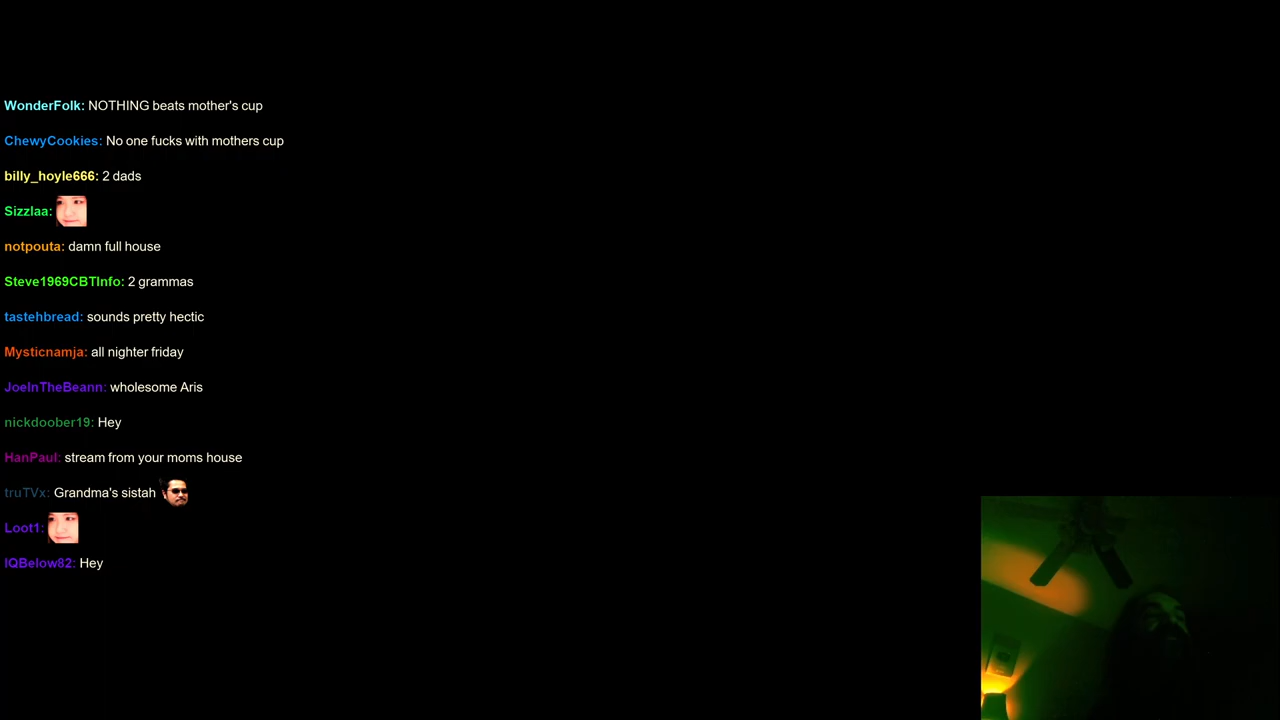 WonderFolk: NOTHING beats mother's cup
ChewyCookies: No one fucks with mothers cup
billy_hoyle666: 2 dads
Sizzlaa:
notpouta: damn full house
Steve1969CBTInfo: 2 grammas
tastehbread: sounds pretty hectic
Mysticnamja: all nighter friday
JoeInTheBeann: wholesome Aris
nickdoober19: Hey
HanPaul: stream from your moms house
truTVx: Grandma's sistah
Loot1:
IQBelow82: Hey